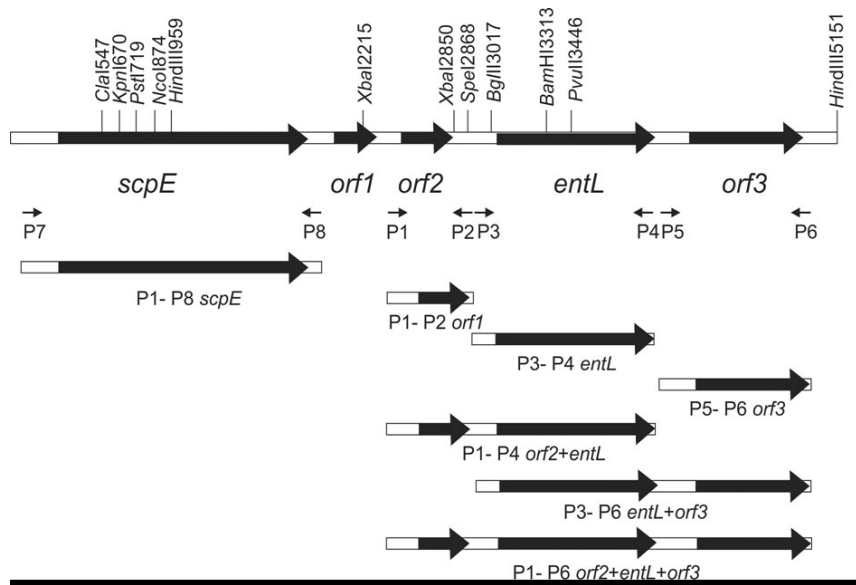 ClaI547
KpnI670
PstI719
NcoI874
HindIII959
XbaI2215
XbaI2850
SpeI2868
BglII3017
BamHI3313
PvuII3446
HindIII5151
scpE orf1 orf2 entL orf3
P7 P8 P1 P2 P3 P4 P5 P6
P1- P8 scpE
P1- P2 orf1
P3- P4 entL
P5- P6 orf3
P1- P4 orf2+entL
P3- P6 entL+orf3
P1- P6 orf2+entL+orf3